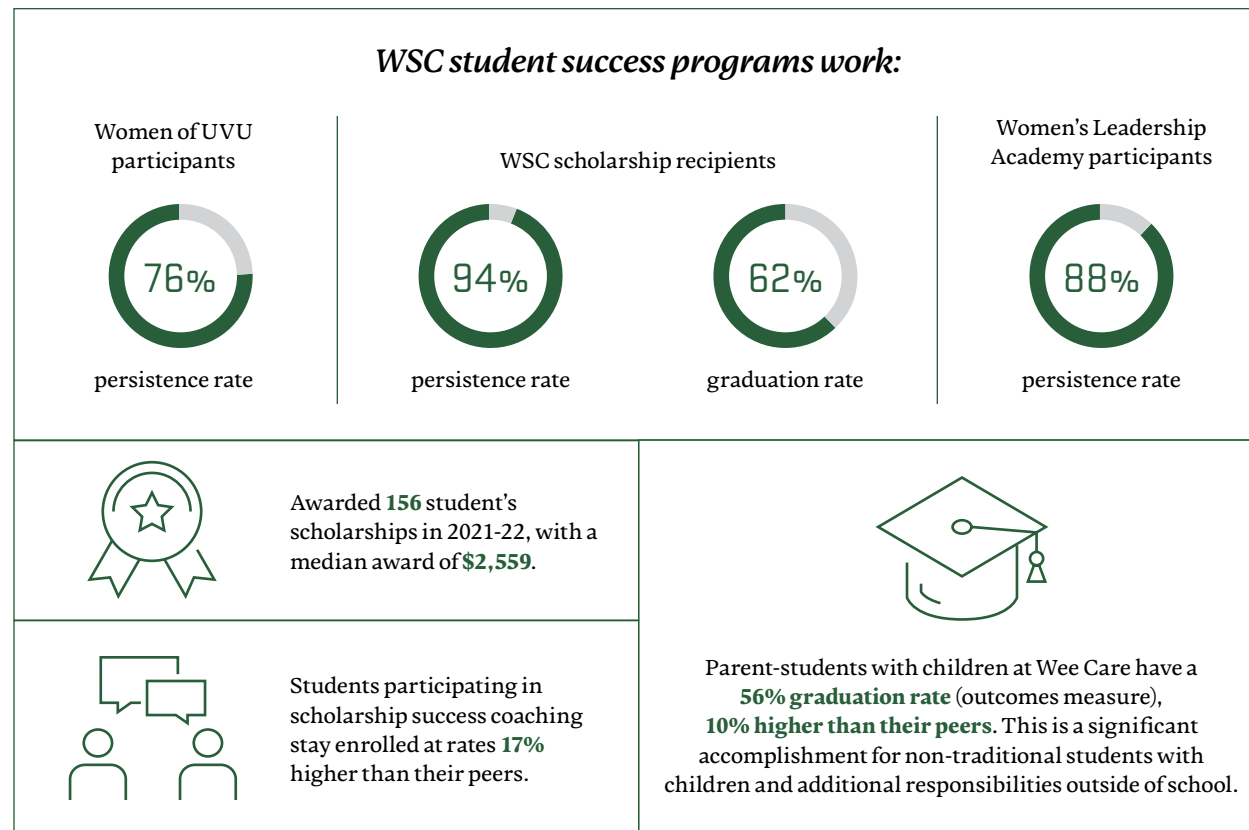 WSC student success programs work:
Women of UVU
participants
76%
persistence rate
WSC scholarship recipients
94%
persistence rate
62%
graduation rate
Women’s Leadership
Academy participants
88%
persistence rate
Awarded 156 student’s
scholarships in 2021-22, with a
median award of $2,559.
Students participating in
scholarship success coaching
stay enrolled at rates 17%
higher than their peers.
Parent-students with children at Wee Care have a
56% graduation rate (outcomes measure),
10% higher than their peers. This is a significant
accomplishment for non-traditional students with
children and additional responsibilities outside of school.